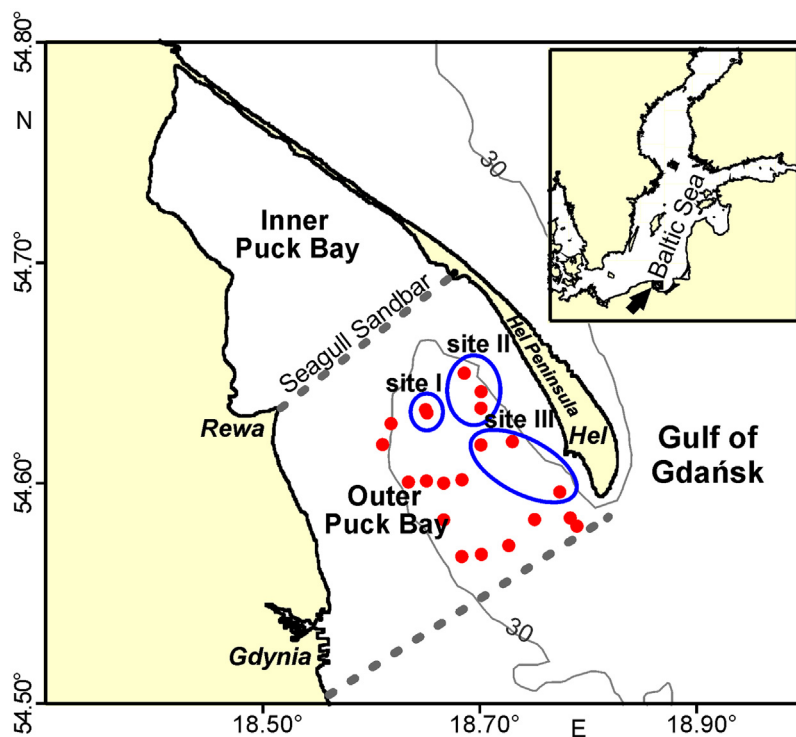 54.80°
N
30
Inner
Puck Bay
Baltic Sea
54.70°
Seagull Sandbar
Hel Peninsula
site II
site I
Rewa
site III
Hel
Gulf of
Gdańsk
54.60°
Outer
Puck Bay
30
Gdynia
54.50°
18.50°
18.70°
E
18.90°